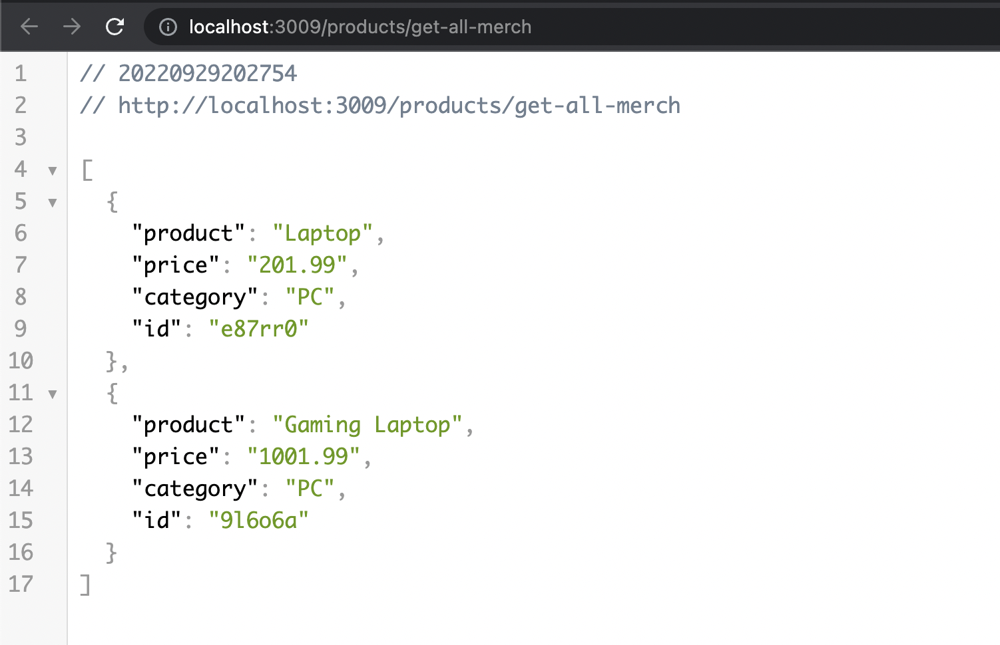 localhost:3009/products/get-all-merch
1 // 20220929202754
2 // http://localhost:3009/products/get-all-merch
3
4 [
5 {
6 "product": "Laptop",
7 "price": "201.99",
8 "category": "PC",
9 "id": "e87rr0"
10 },
11 {
12 "product": "Gaming Laptop",
13 "price": "1001.99",
14 "category": "PC",
15 "id": "9l6o6a"
16 }
17 ]